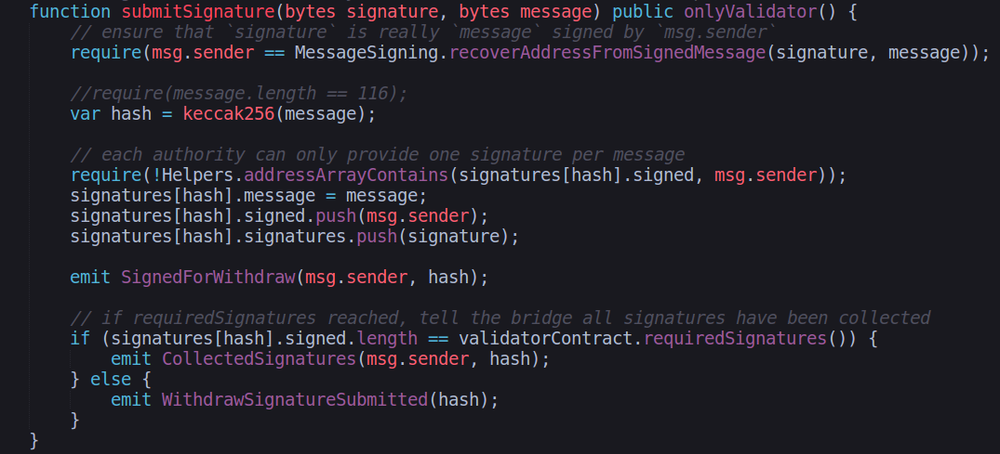 function submitSignature(bytes signature, bytes message) public onlyValidator() {
// ensure that `signature` is really `message` signed by `msg.sender`
require(msg.sender == MessageSigning.recoverAddressFromSignedMessage(signature, message));
//require(message.length == 116);
var hash = keccak256(message);
// each authority can only provide one signature per message
require(!Helpers.addressArrayContains(signatures[hash].signed, msg.sender));
signatures[hash].message = message;
signatures[hash].signed.push(msg.sender);
signatures[hash].signatures.push(signature);
emit SignedForWithdraw(msg.sender, hash);
// if requiredSignatures reached, tell the bridge all signatures have been collected
if (signatures[hash].signed.length == validatorContract.requiredSignatures()) {
emit CollectedSignatures(msg.sender, hash);
} else {
emit WithdrawSignatureSubmitted(hash);
}
}